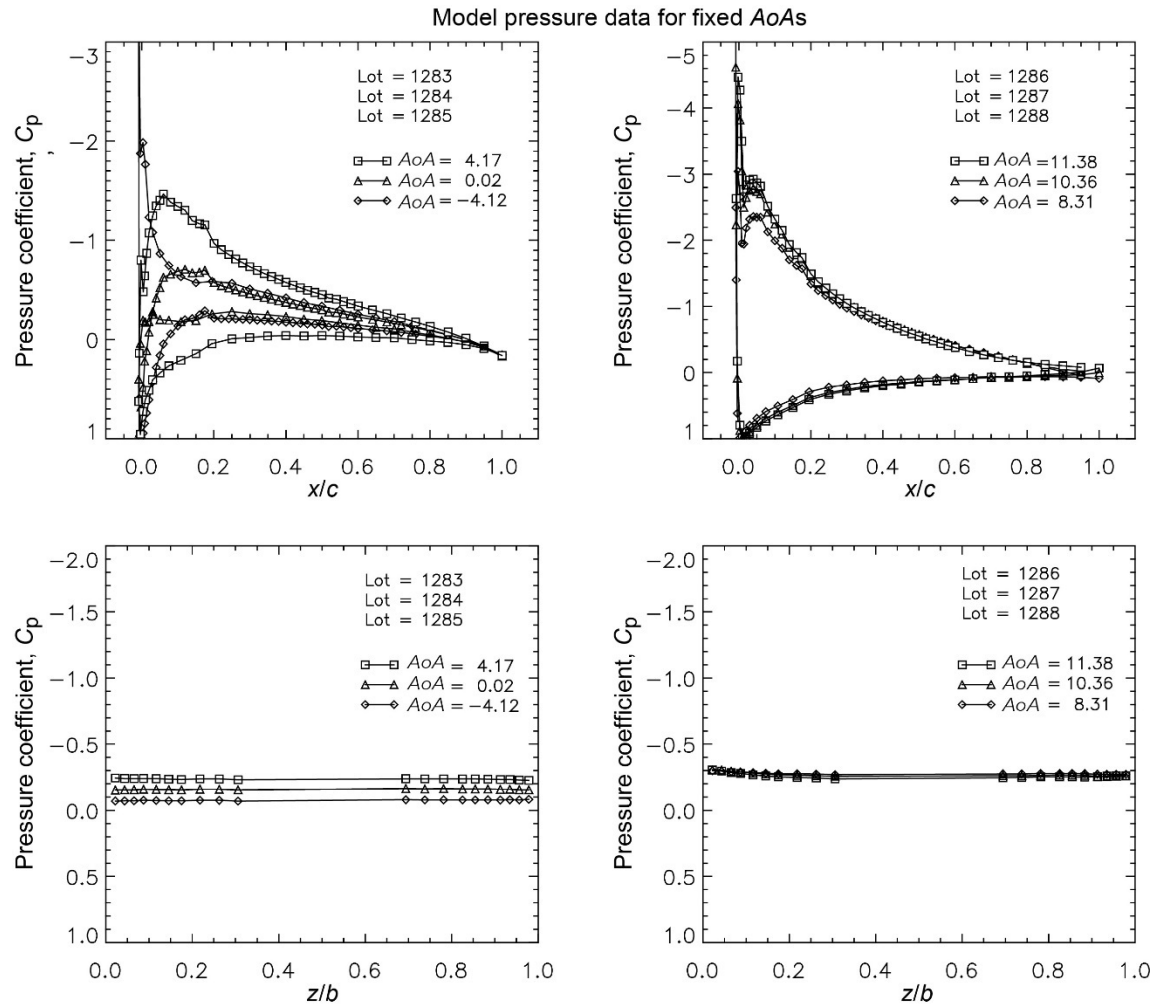 Model pressure data for fixed AoAs
Pressure coefficient, Cp
,
-3
-2
-1
0
1
Lot = 1283
Lot = 1284
Lot = 1285
AoA = 4.17
AoA = 0.02
AoA = -4.12
0.0 0.2 0.4 0.6 0.8 1.0
x/c
Pressure coefficient, Cp
-5
-4
-3
-2
-1
0
1
Lot = 1286
Lot = 1287
Lot = 1288
AoA =11.38
AoA =10.36
AoA = 8.31
0.0 0.2 0.4 0.6 0.8 1.0
x/c
Pressure coefficient, Cp
-2.0
-1.5
-1.0
-0.5
0.0
0.5
1.0
Lot = 1283
Lot = 1284
Lot = 1285
AoA = 4.17
AoA = 0.02
AoA = -4.12
0.0 0.2 0.4 0.6 0.8 1.0
z/b
Pressure coefficient, Cp
-2.0
-1.5
-1.0
-0.5
0.0
0.5
1.0
Lot = 1286
Lot = 1287
Lot = 1288
AoA = 11.38
AoA = 10.36
AoA = 8.31
0.0 0.2 0.4 0.6 0.8 1.0
z/b